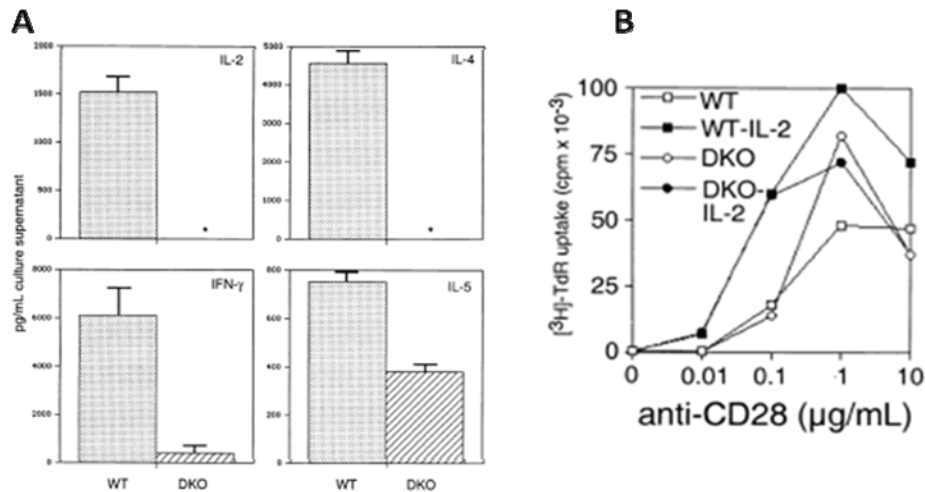 A
pg/mL culture supernatant
IL-2
2000
1500
1000
500
0
*
IL-4
5000
4000
3000
2000
1000
0
*
IFN-γ
8000
6000
4000
2000
0
WT DKO
IL-5
800
600
400
200
0
WT DKO
B
[³H]-TdR uptake (cpm x 10⁻³)
100
75
50
25
0
WT
WT-IL-2
DKO
DKO-
IL-2
0 0.01 0.1 1 10
anti-CD28 (µg/mL)